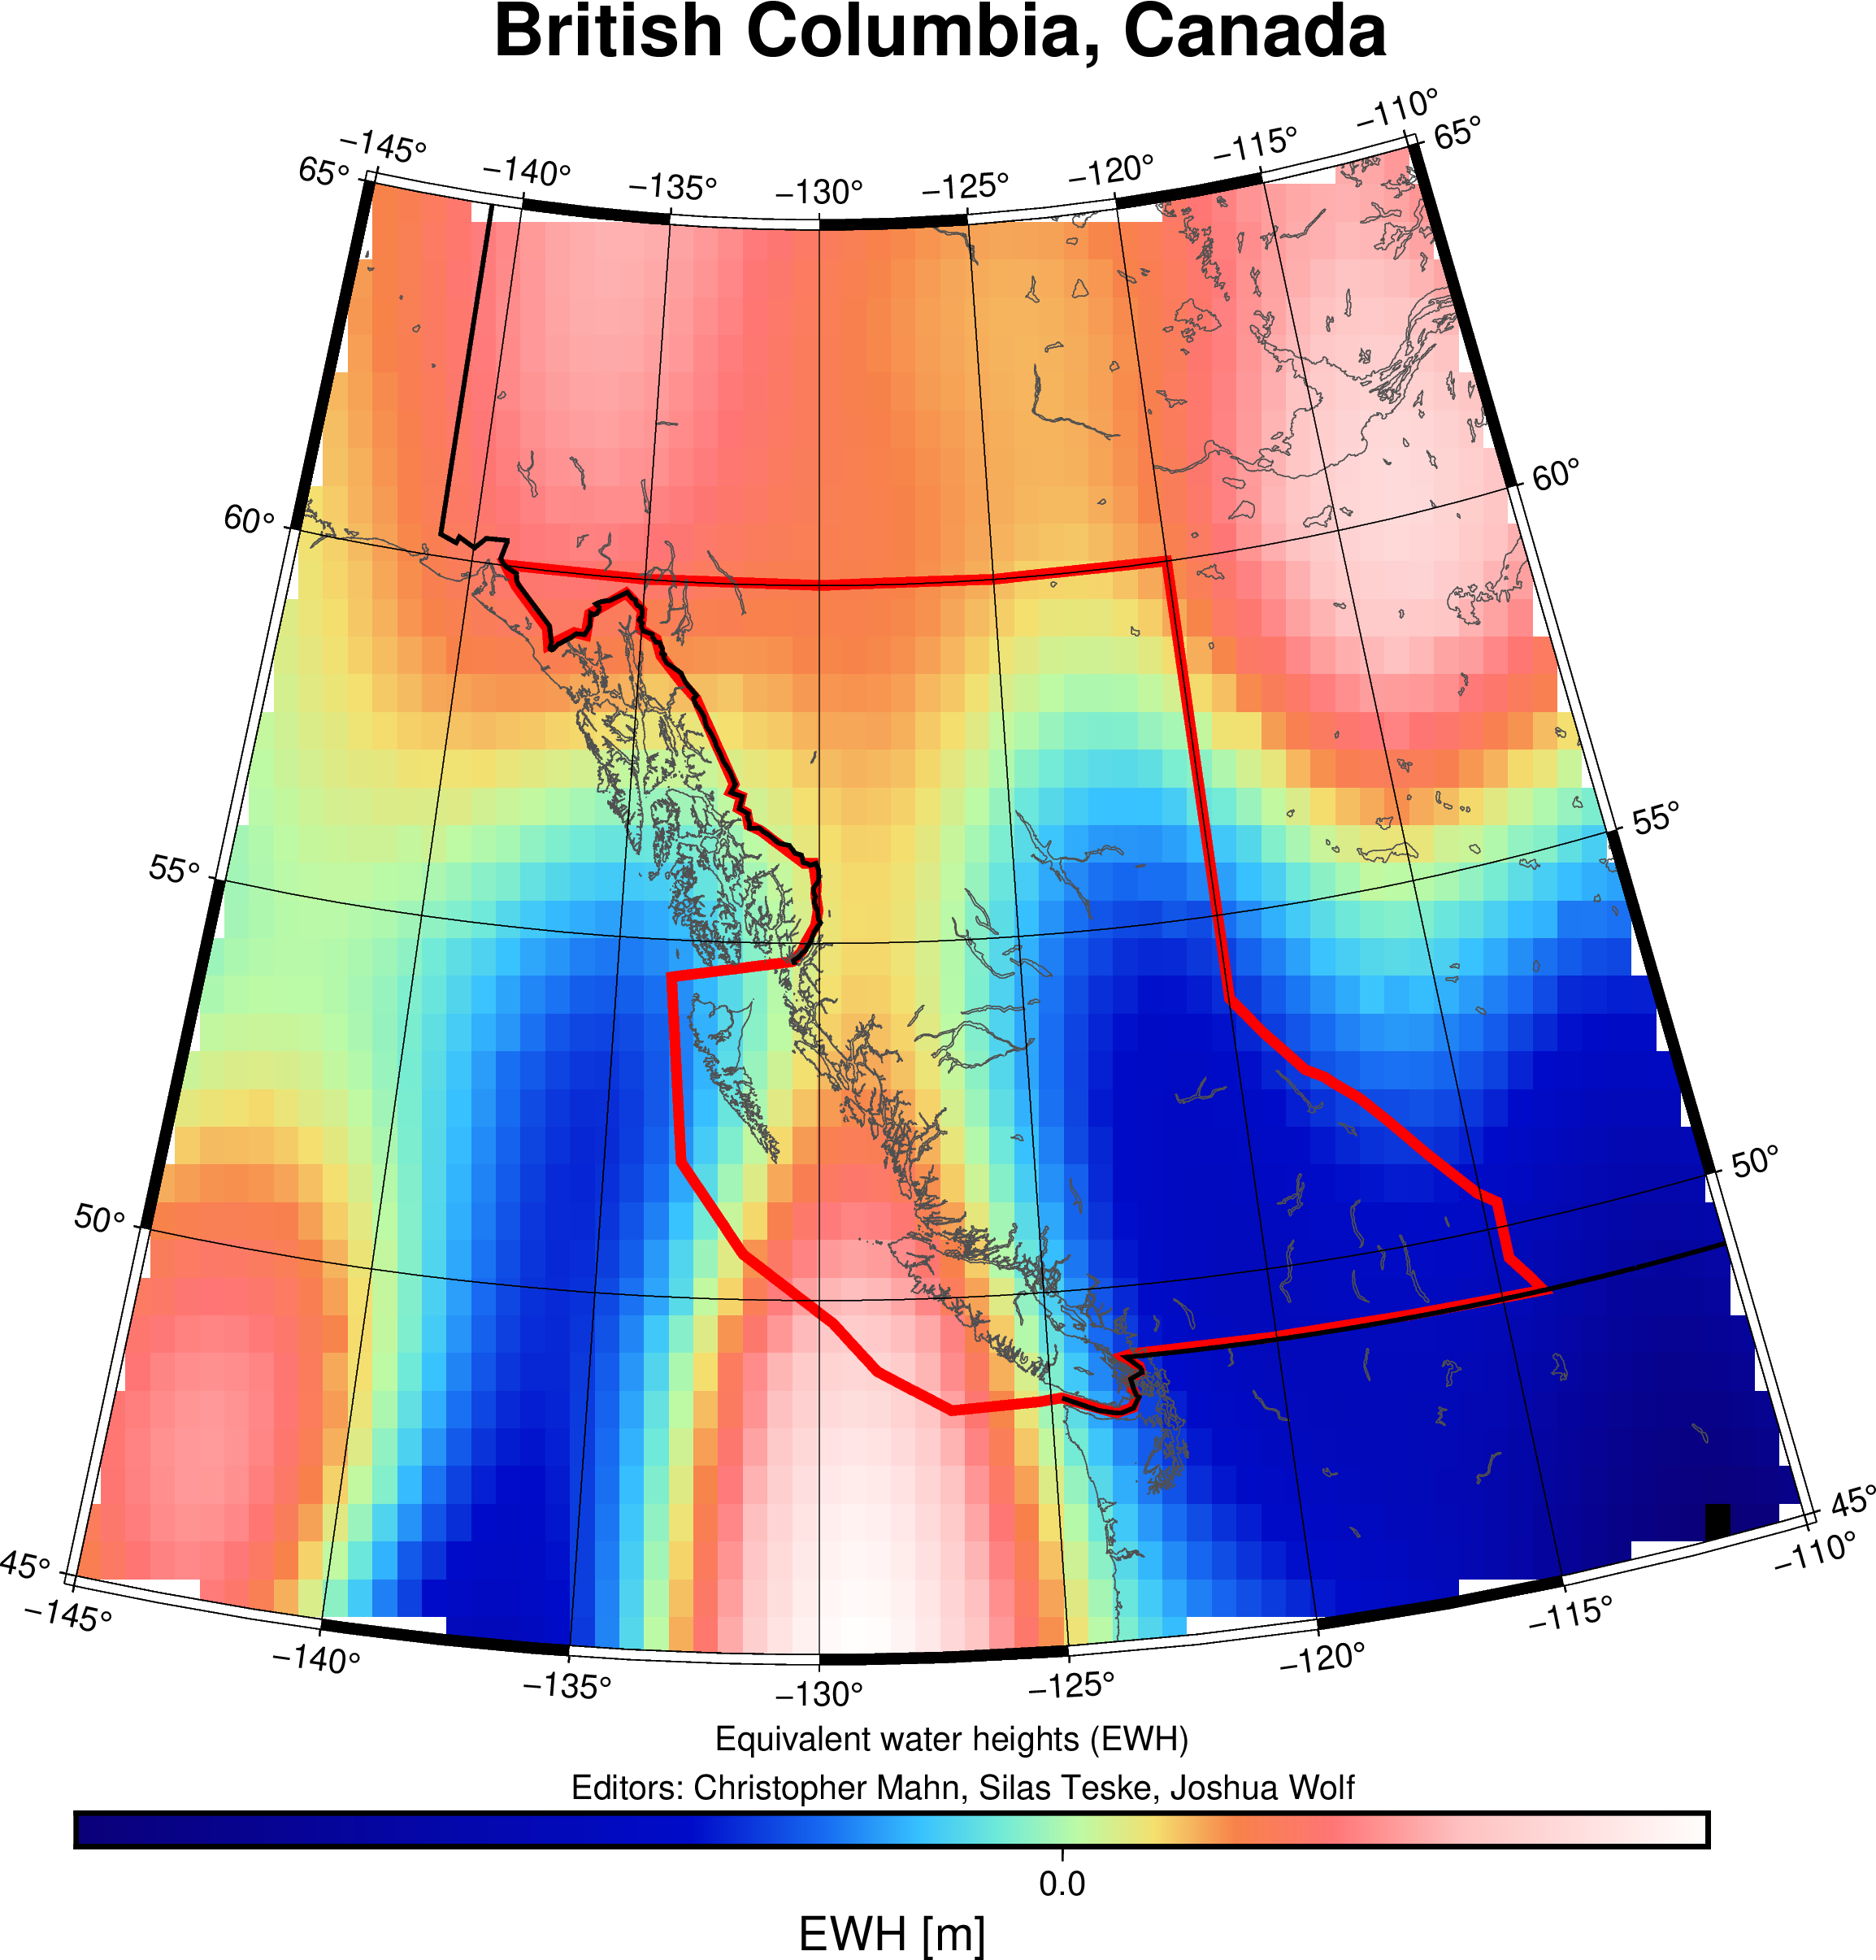 British Columbia, Canada
−145° −140° −135° −130° −125° −120° −115° −110°
65° 65°
60° 60°
55° 55°
50° 50°
45° 45°
−145° −140° −135° −130° −125° −120° −115° −110°
Equivalent water heights (EWH)
Editors: Christopher Mahn, Silas Teske, Joshua Wolf
0.0
EWH [m]